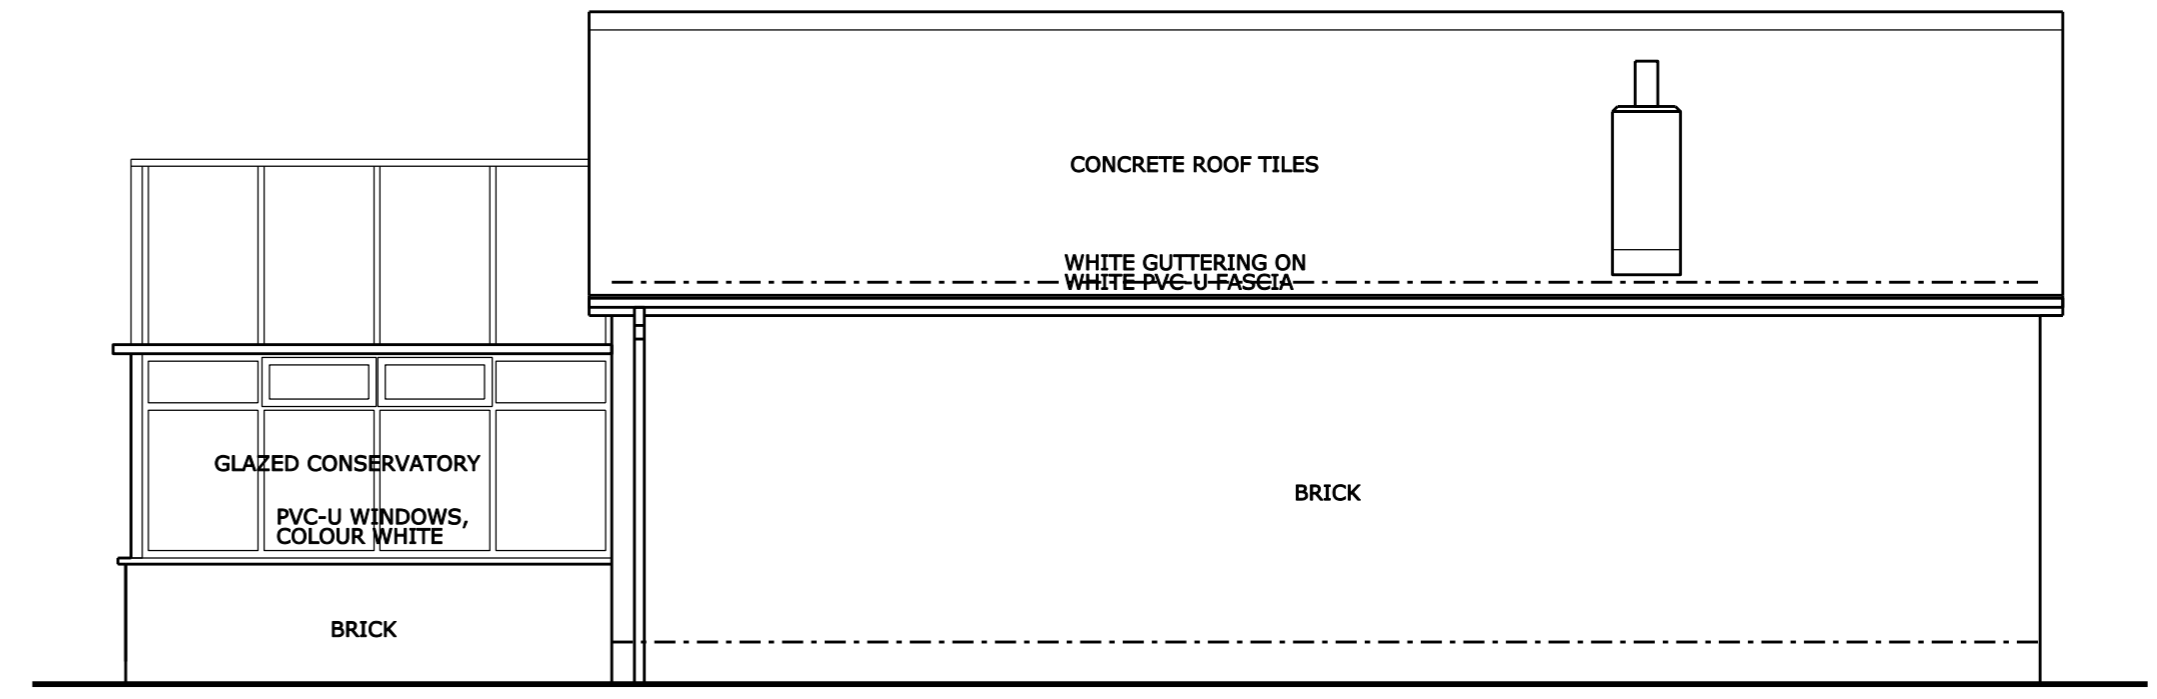 CONCRETE ROOF TILES
WHITE GUTTERING ON
WHITE PVC-U FASCIA
GLAZED CONSERVATORY
PVC-U WINDOWS,
COLOUR WHITE
BRICK
BRICK